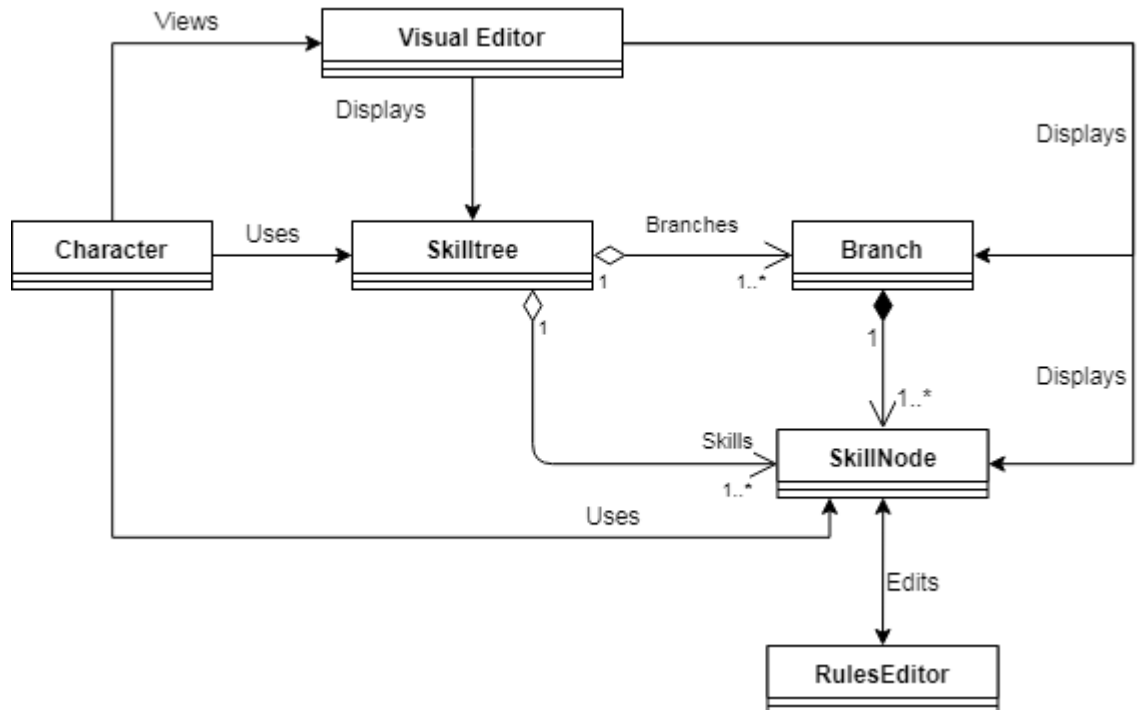 Views
Visual Editor
Displays
Displays
Character
Uses
Skilltree
1
Branches
1..*
Branch
1
1
1..*
Displays
Skills
1..*
SkillNode
Uses
Edits
RulesEditor